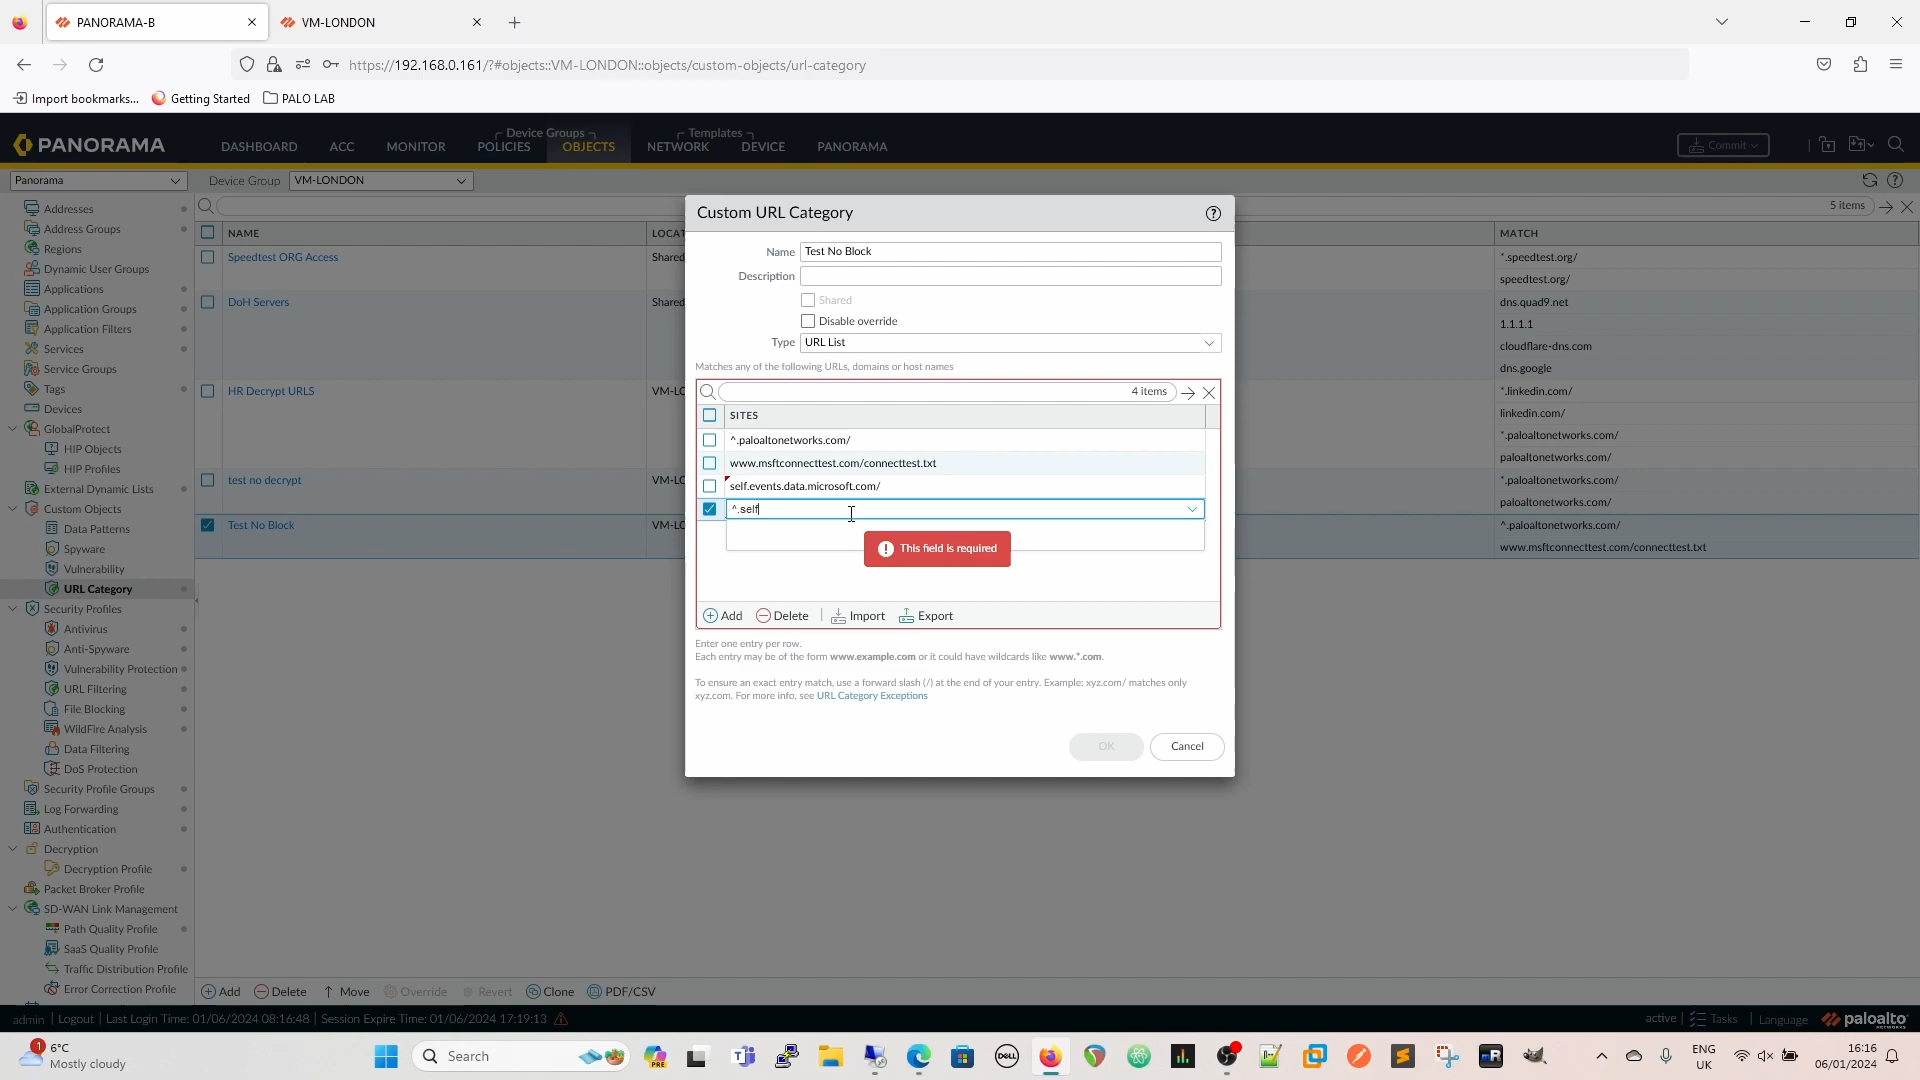 PANORAMA-B
VM-LONDON
https://192.168.0.161/?#objects::VM-LONDON::objects/custom-objects/url-category
Import bookmarks... Getting Started PALO LAB
PANORAMA
DASHBOARD ACC MONITOR Device Groups POLICIES OBJECTS Templates NETWORK DEVICE PANORAMA Commit
Panorama Device Group VM-LONDON
Addresses
Address Groups
Regions
Dynamic User Groups
Applications
Application Groups
Application Filters
Services
Service Groups
Tags
Devices
GlobalProtect
HIP Objects
HIP Profiles
External Dynamic Lists
Custom Objects
Data Patterns
Spyware
Vulnerability
URL Category
Security Profiles
Antivirus
Anti-Spyware
Vulnerability Protection
URL Filtering
File Blocking
WildFire Analysis
Data Filtering
DoS Protection
Security Profile Groups
Log Forwarding
Authentication
Decryption
Decryption Profile
Packet Broker Profile
SD-WAN Link Management
Path Quality Profile
SaaS Quality Profile
Traffic Distribution Profile
Error Correction Profile
5 items
NAME LOCAT MATCH
Speedtest ORG Access Shared *.speedtest.org/
speedtest.org/
DoH Servers Shared dns.quad9.net
1.1.1.1
cloudflare-dns.com
dns.google
HR Decrypt URLS VM-LO *.linkedin.com/
linkedin.com/
*.paloaltonetworks.com/
paloaltonetworks.com/
test no decrypt VM-LO *.paloaltonetworks.com/
paloaltonetworks.com/
Test No Block VM-LO ^.paloaltonetworks.com/
www.msftconnecttest.com/connecttest.txt
Custom URL Category
Name Test No Block
Description
Shared
Disable override
Type URL List
Matches any of the following URLs, domains or host names
4 items
SITES
^.paloaltonetworks.com/
www.msftconnecttest.com/connecttest.txt
self.events.data.microsoft.com/
^.self
This field is required
Add Delete | Import Export
Enter one entry per row.
Each entry may be of the form www.example.com or it could have wildcards like www.*.com.
To ensure an exact entry match, use a forward slash (/) at the end of your entry. Example: xyz.com/ matches only
xyz.com. For more info, see URL Category Exceptions
OK Cancel
Add Delete Move Override Revert Clone PDF/CSV
admin | Logout | Last Login Time: 01/06/2024 08:16:48 | Session Expire Time: 01/06/2024 17:19:13
active | Tasks | Language paloalto NETWORKS
1
6°C
Mostly cloudy
Search
PRE
DELL
mR
ENG
UK
16:16
06/01/2024